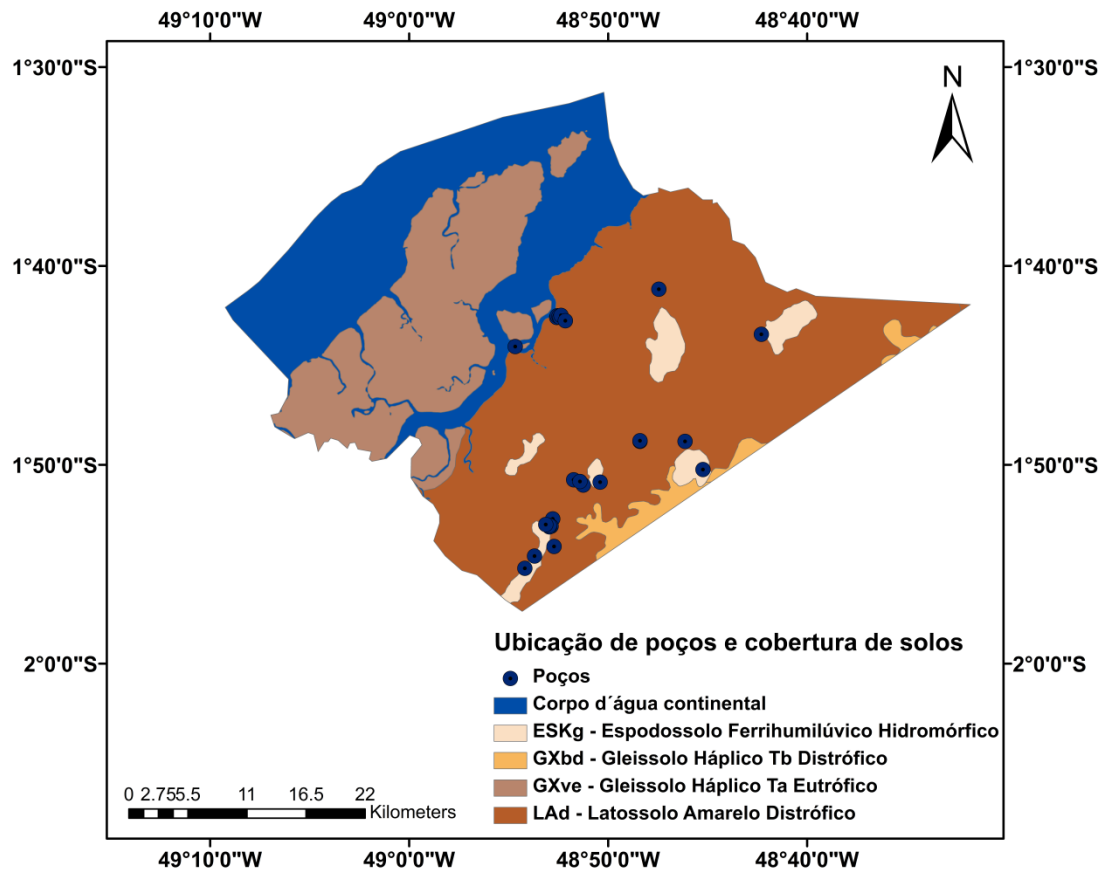 49°10'0"W 49°0'0"W 48°50'0"W 48°40'0"W
1°30'0"S 1°30'0"S
N
1°40'0"S 1°40'0"S
1°50'0"S 1°50'0"S
Ubicação de poços e cobertura de solos
2°0'0"S 2°0'0"S
Poços
Corpo d´água continental
ESKg - Espodossolo Ferrihumilúvico Hidromórfico
GXbd - Gleissolo Háplico Tb Distrófico
GXve - Gleissolo Háplico Ta Eutrófico
LAd - Latossolo Amarelo Distrófico
0 2.755.5 11 16.5 22
Kilometers
49°10'0"W 49°0'0"W 48°50'0"W 48°40'0"W